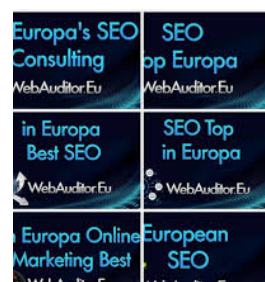 Europa's SEO
Consulting
WebAuditor.Eu
SEO
op Europa
WebAuditor.Eu
in Europa
Best SEO
WebAuditor.Eu
SEO Top
in Europa
WebAuditor.Eu
Europa Online
Marketing Best
European
SEO